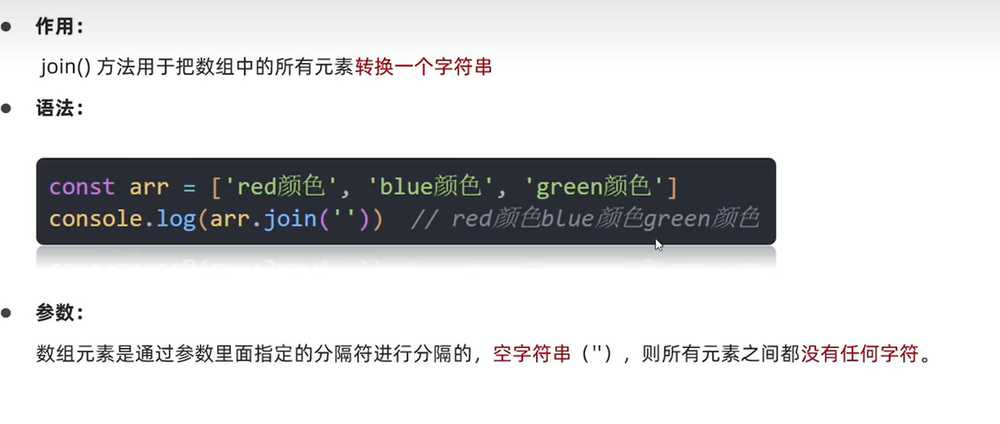 作用：
join() 方法用于把数组中的所有元素转换一个字符串
语法：
const arr = ['red颜色', 'blue颜色', 'green颜色']
console.log(arr.join(''))  // red颜色blue颜色green颜色
参数：
数组元素是通过参数里面指定的分隔符进行分隔的，空字符串（''），则所有元素之间都没有任何字符。